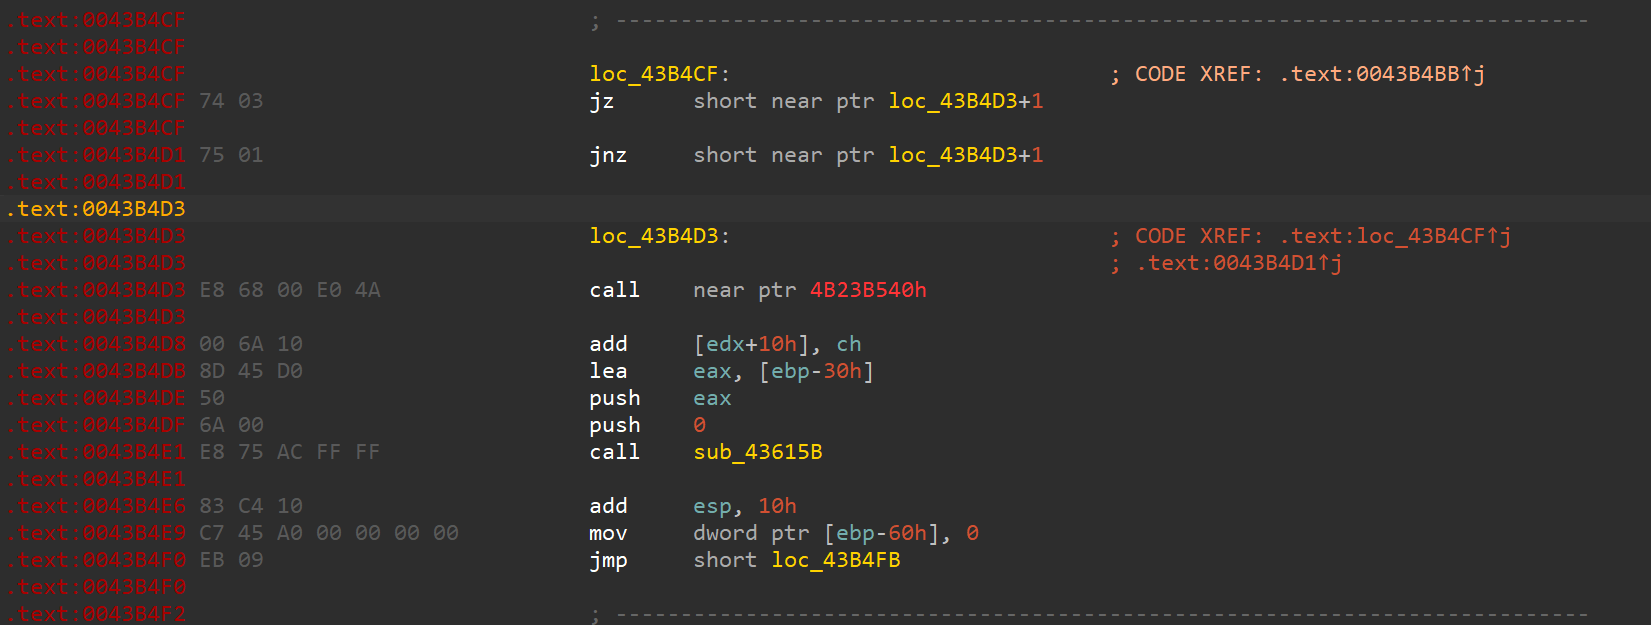 .text:0043B4CF ; ---------------------------------------------------------------------------
.text:0043B4CF
.text:0043B4CF loc_43B4CF: ; CODE XREF: .text:0043B4BB↑j
.text:0043B4CF 74 03 jz short near ptr loc_43B4D3+1
.text:0043B4CF
.text:0043B4D1 75 01 jnz short near ptr loc_43B4D3+1
.text:0043B4D1
.text:0043B4D3
.text:0043B4D3 loc_43B4D3: ; CODE XREF: .text:loc_43B4CF↑j
.text:0043B4D3 ; .text:0043B4D1↑j
.text:0043B4D3 E8 68 00 E0 4A call near ptr 4B23B540h
.text:0043B4D3
.text:0043B4D8 00 6A 10 add [edx+10h], ch
.text:0043B4DB 8D 45 D0 lea eax, [ebp-30h]
.text:0043B4DE 50 push eax
.text:0043B4DF 6A 00 push 0
.text:0043B4E1 E8 75 AC FF FF call sub_43615B
.text:0043B4E1
.text:0043B4E6 83 C4 10 add esp, 10h
.text:0043B4E9 C7 45 A0 00 00 00 00 mov dword ptr [ebp-60h], 0
.text:0043B4F0 EB 09 jmp short loc_43B4FB
.text:0043B4F0
.text:0043B4F2 ; ---------------------------------------------------------------------------